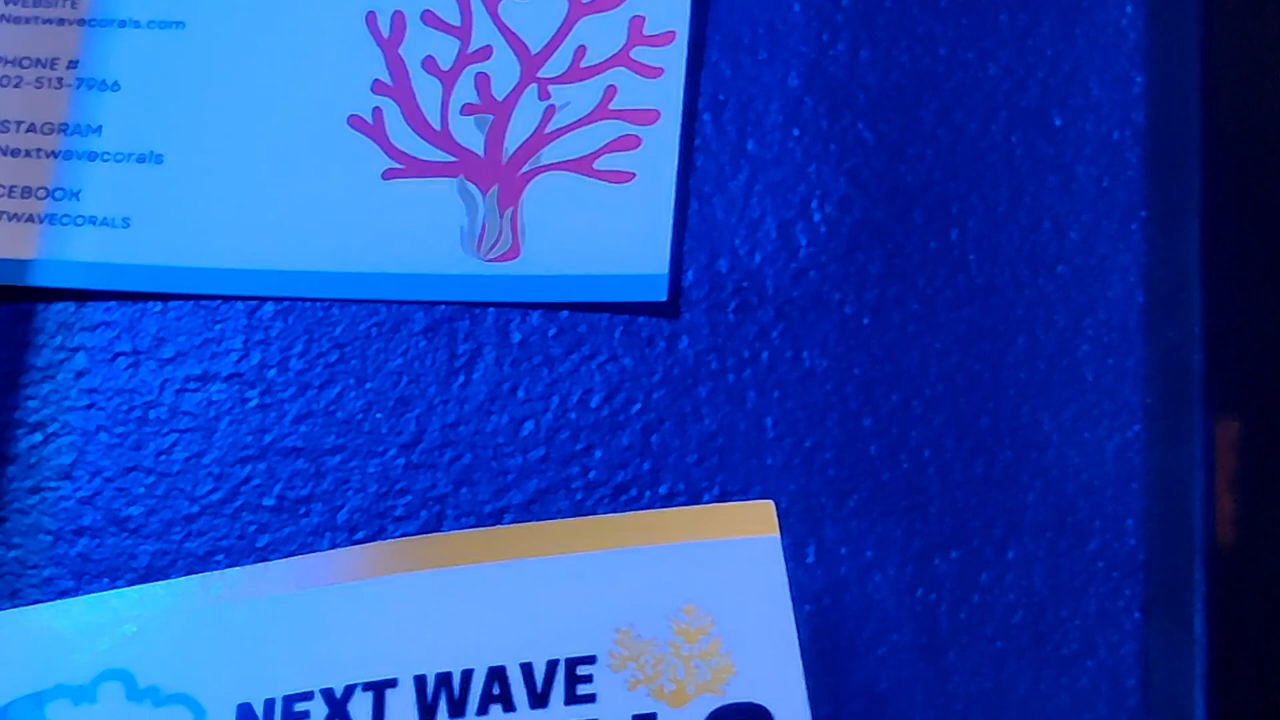 WEBSITE
Nextwavecorals.com
PHONE #
02-513-7966
STAGRAM
Nextwavecorals
CEBOOK
TWAVECORALS
NEXT WAVE